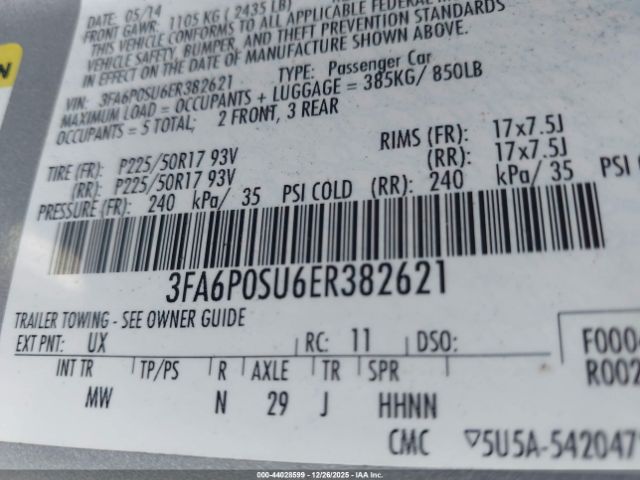 DATE: 05/14
FRONT GAWR: 1105 KG ( 2435 LB)
THIS VEHICLE CONFORMS TO ALL APPLICABLE FEDERAL
VEHICLE SAFETY, BUMPER, AND THEFT PREVENTION STANDARDS
IN EFFECT ON THE DATE OF MANUFACTURE SHOWN ABOVE.
VIN: 3FA6P0SU6ER382621 TYPE: Passenger Car
MAXIMUM LOAD = OCCUPANTS + LUGGAGE = 385KG/ 850LB
OCCUPANTS = 5 TOTAL; 2 FRONT, 3 REAR
TIRE (FR): P225/50R17 93V RIMS (FR): 17x7.5J
(RR): P225/50R17 93V (RR): 17x7.5J
PRESSURE (FR): 240 kPa/ 35 PSI COLD (RR): 240 kPa/ 35 PSI
3FA6P0SU6ER382621
TRAILER TOWING - SEE OWNER GUIDE
EXT PNT: UX RC: 11 DSO:
INT TR TP/PS R AXLE TR SPR
MW N 29 J HHNN
CMC ▽5U5A-542047
000-44028599 - 12/26/2025 - IAAI.com